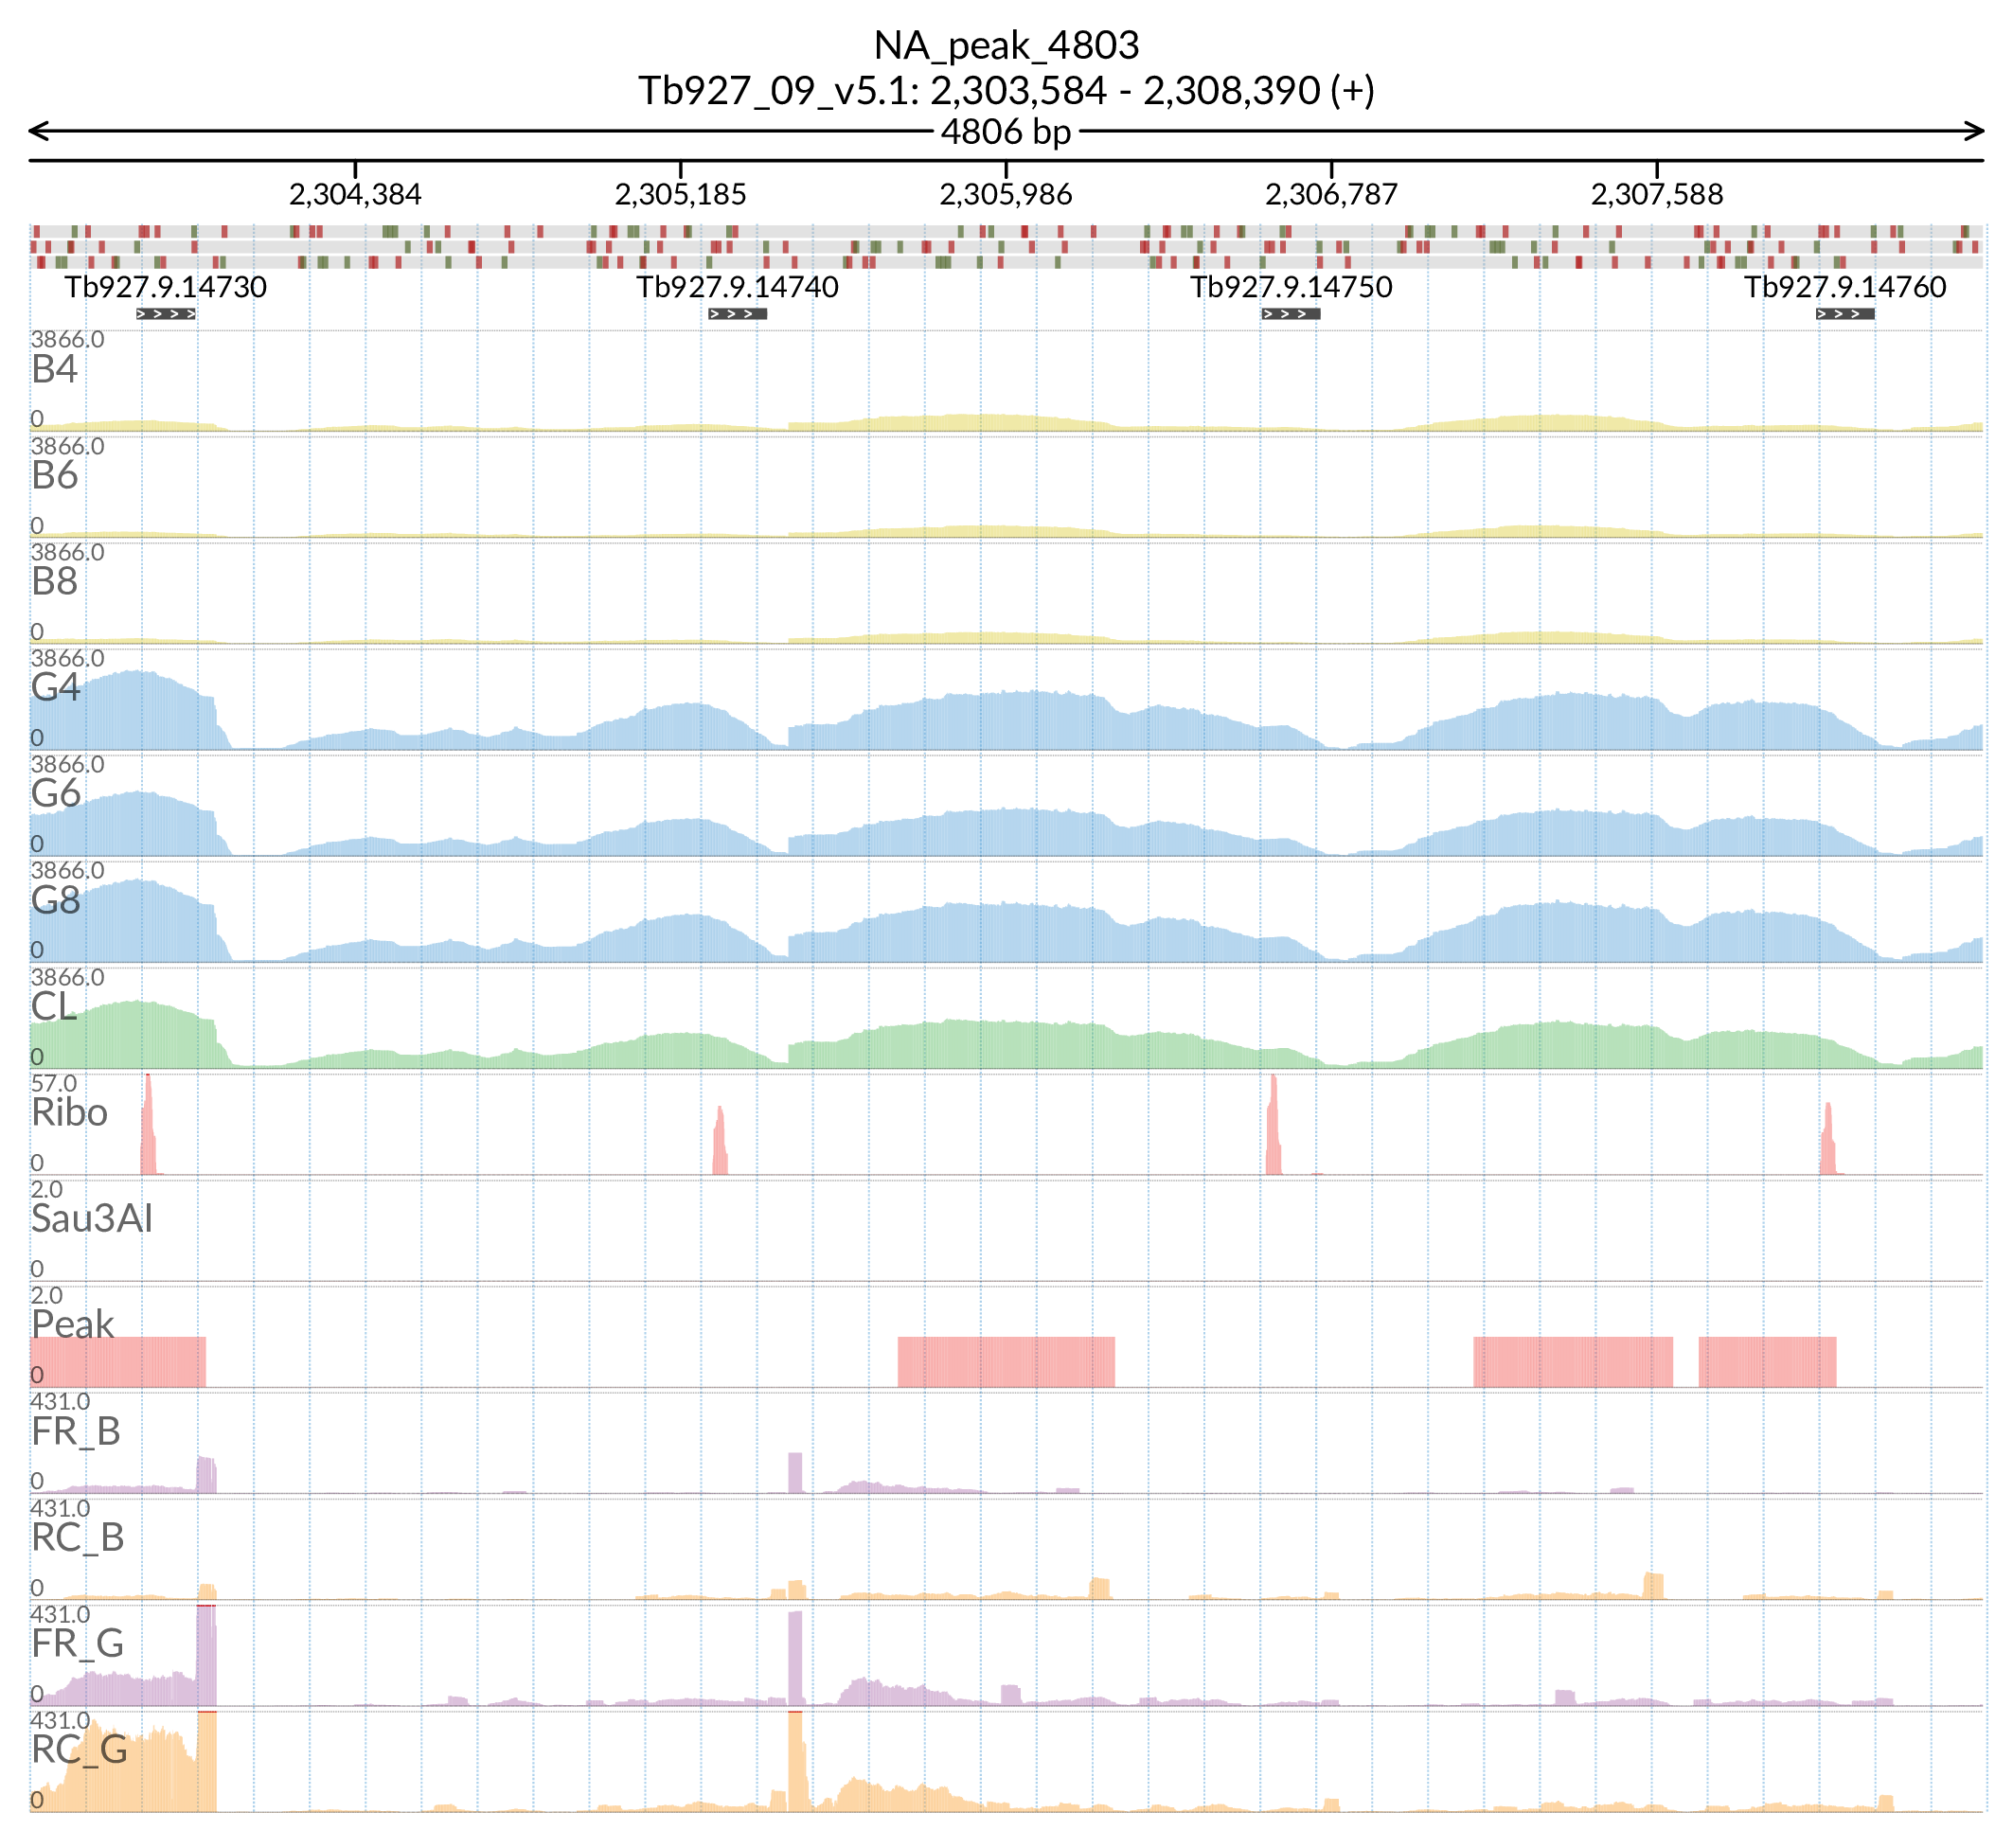 NA_peak_4803
Tb927_09_v5.1: 2,303,584 - 2,308,390 (+)
4806 bp
2,304,384 2,305,185 2,305,986 2,306,787 2,307,588
Tb927.9.14730 Tb927.9.14740 Tb927.9.14750 Tb927.9.14760
3866.0
B4
0
3866.0
B6
0
3866.0
B8
0
3866.0
G4
0
3866.0
G6
0
3866.0
G8
0
3866.0
CL
0
57.0
Ribo
0
2.0
Sau3AI
0
2.0
Peak
0
431.0
FR_B
0
431.0
RC_B
0
431.0
FR_G
0
431.0
RC_G
0